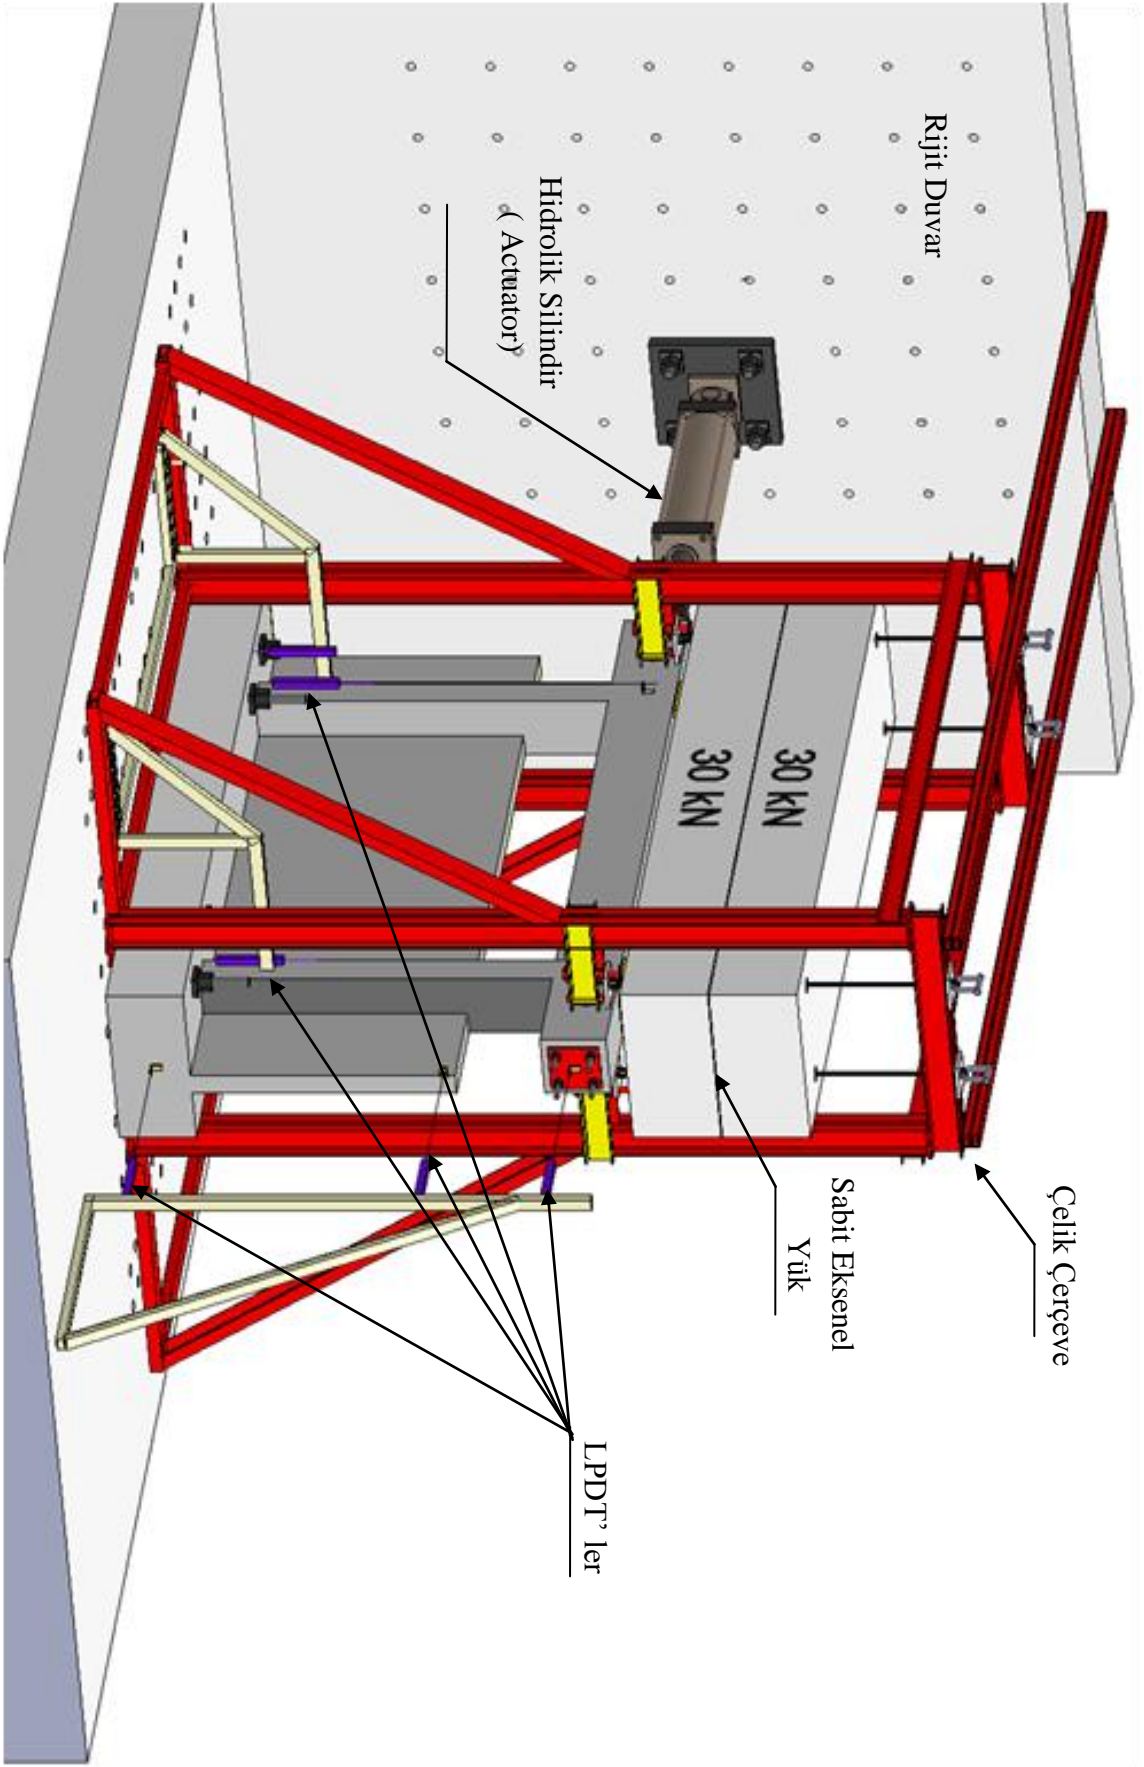 Rijit Duvar
Hidrolik Silindir
( Actuator)
30 kN
30 kN
Çelik Çerçeve
Sabit Eksenel
Yük
LPDT’ ler